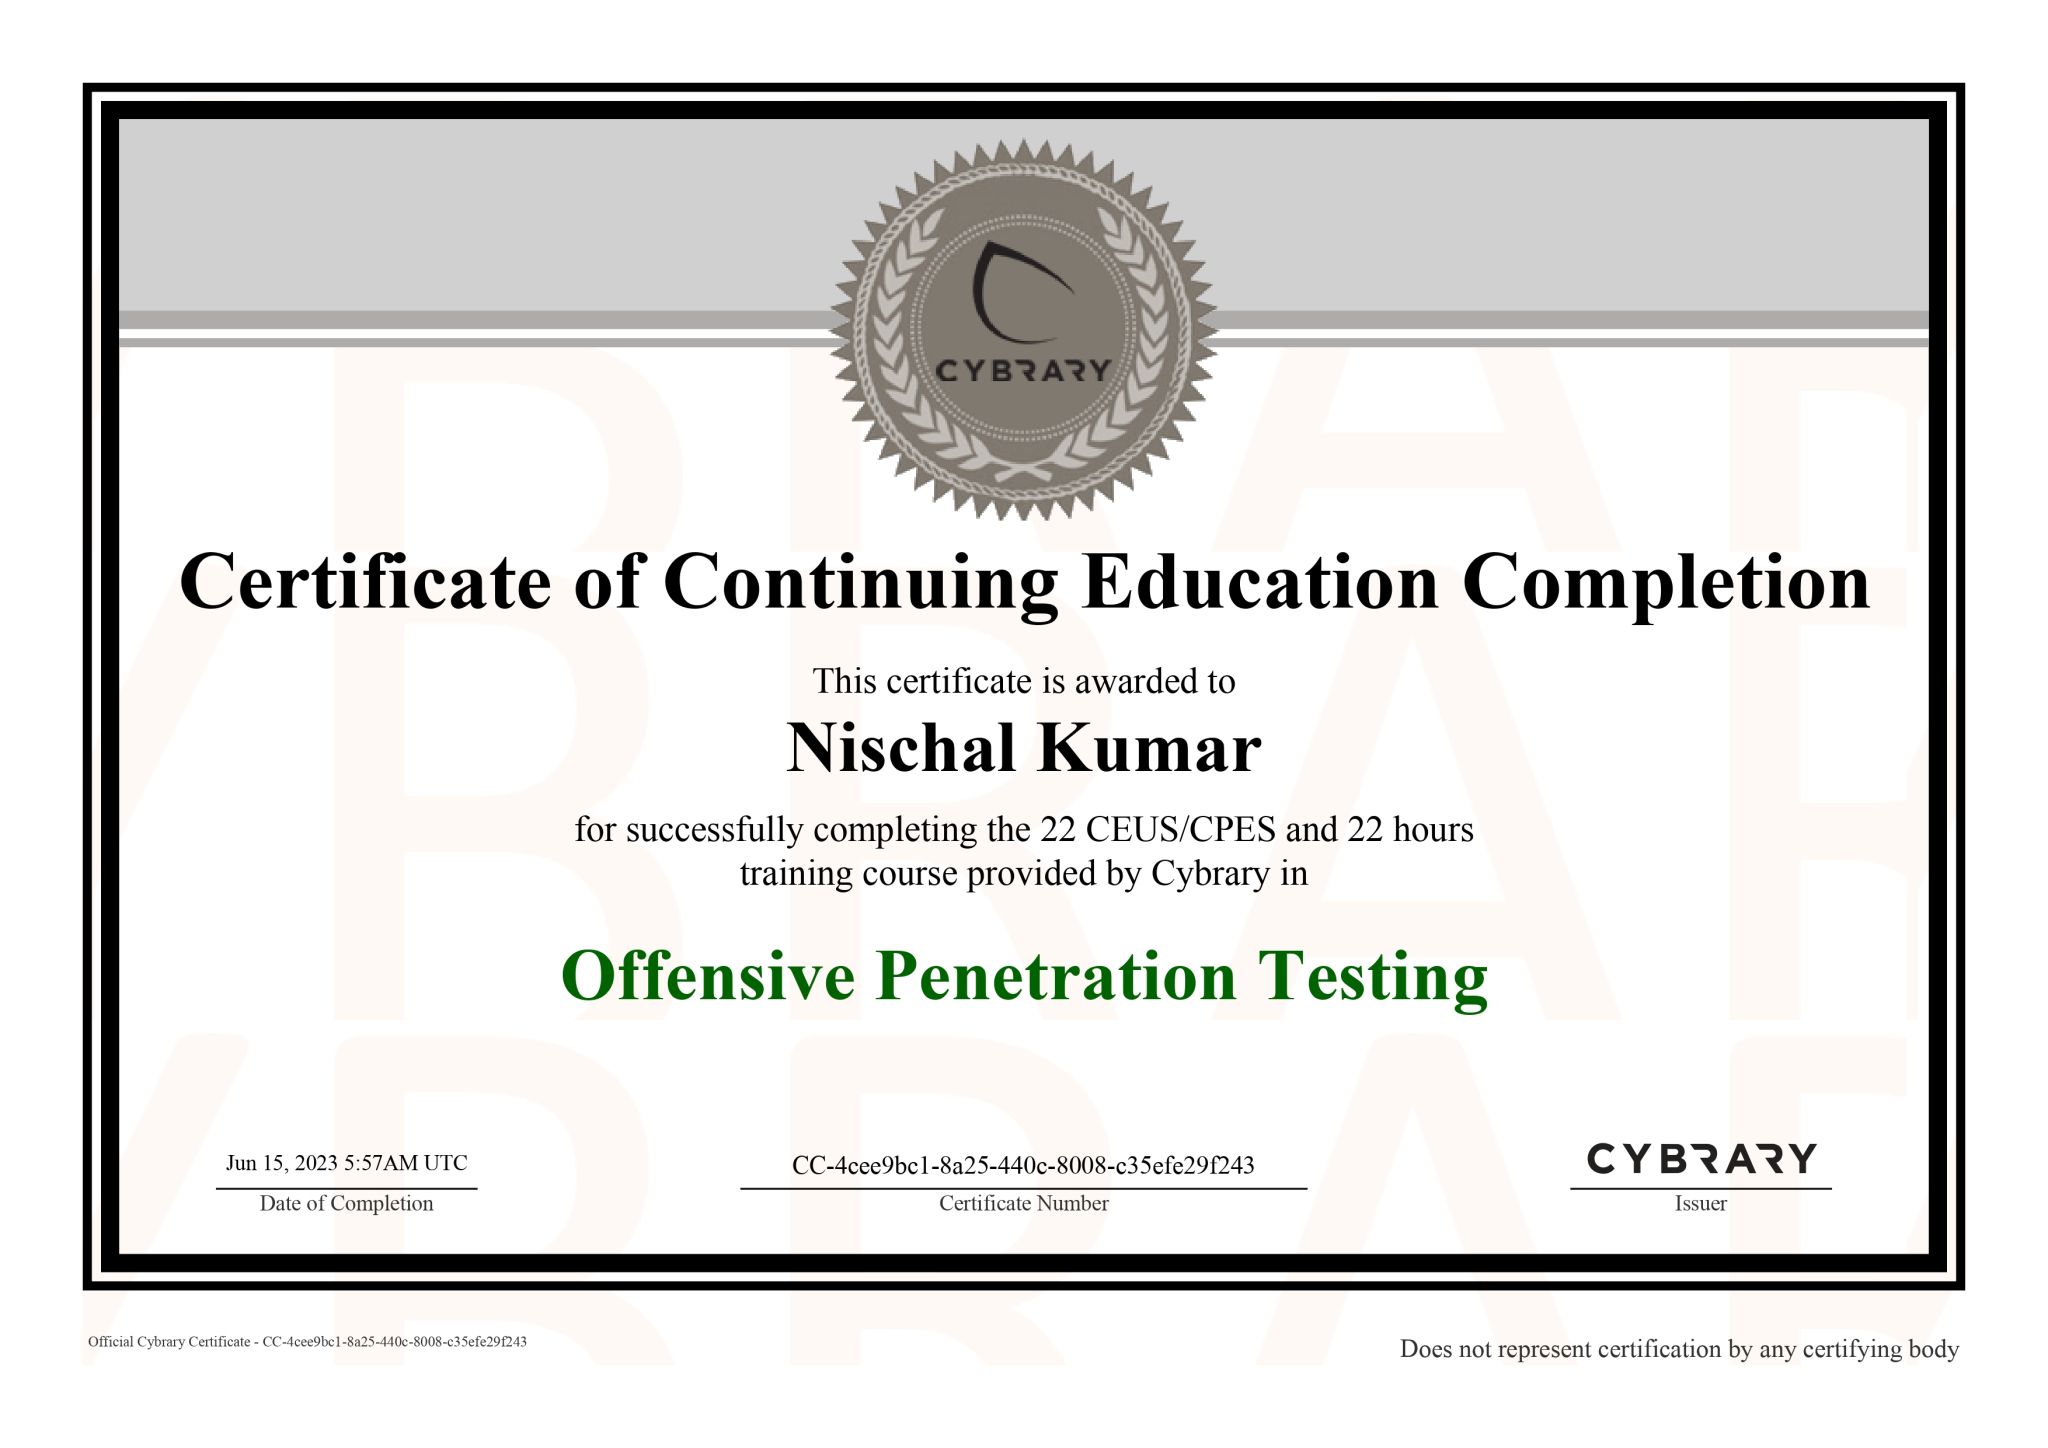 CYBRARY
Certificate of Continuing Education Completion
This certificate is awarded to
Nischal Kumar
for successfully completing the 22 CEUS/CPES and 22 hours
training course provided by Cybrary in
Offensive Penetration Testing
Jun 15, 2023 5:57AM UTC
Date of Completion
CC-4cee9bc1-8a25-440c-8008-c35efe29f243
Certificate Number
CYBRARY
Issuer
Official Cybrary Certificate - CC-4cee9bc1-8a25-440c-8008-c35efe29f243
Does not represent certification by any certifying body